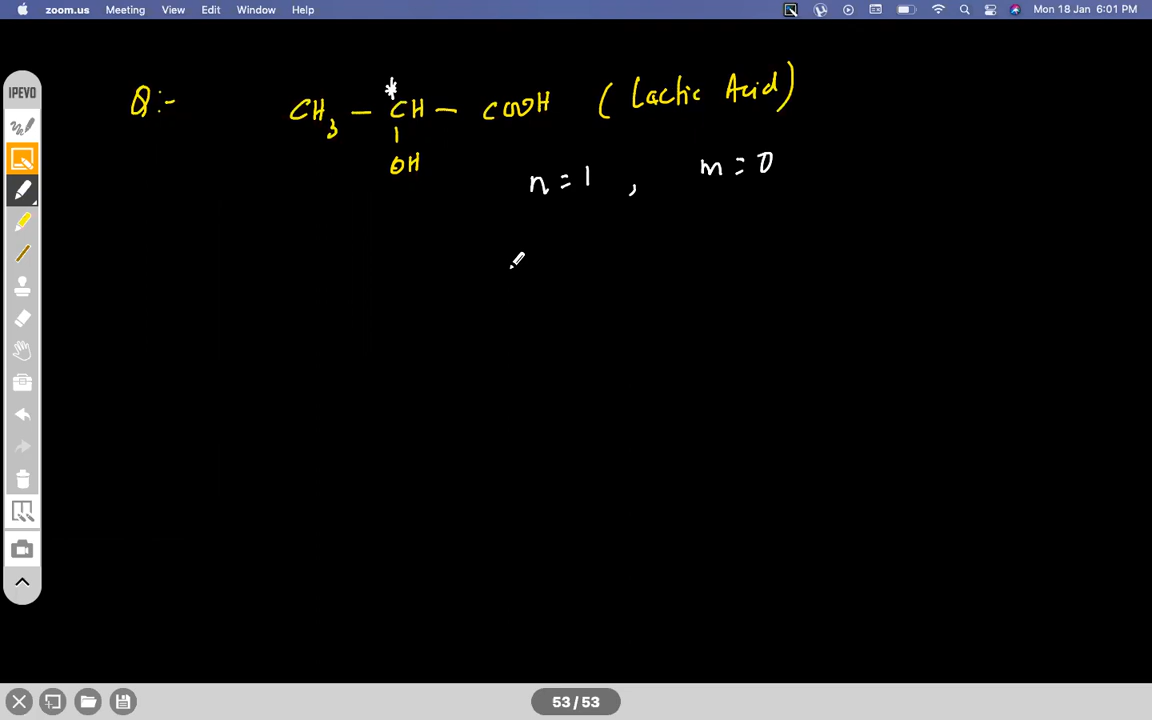 zoom.us Meeting View Edit Window Help Mon 18 Jan 6:01 PM
IPEVO
Q:- CH3 — *CH — COOH (Lactic Acid)
OH
n = 1 , m = 0
53 / 53